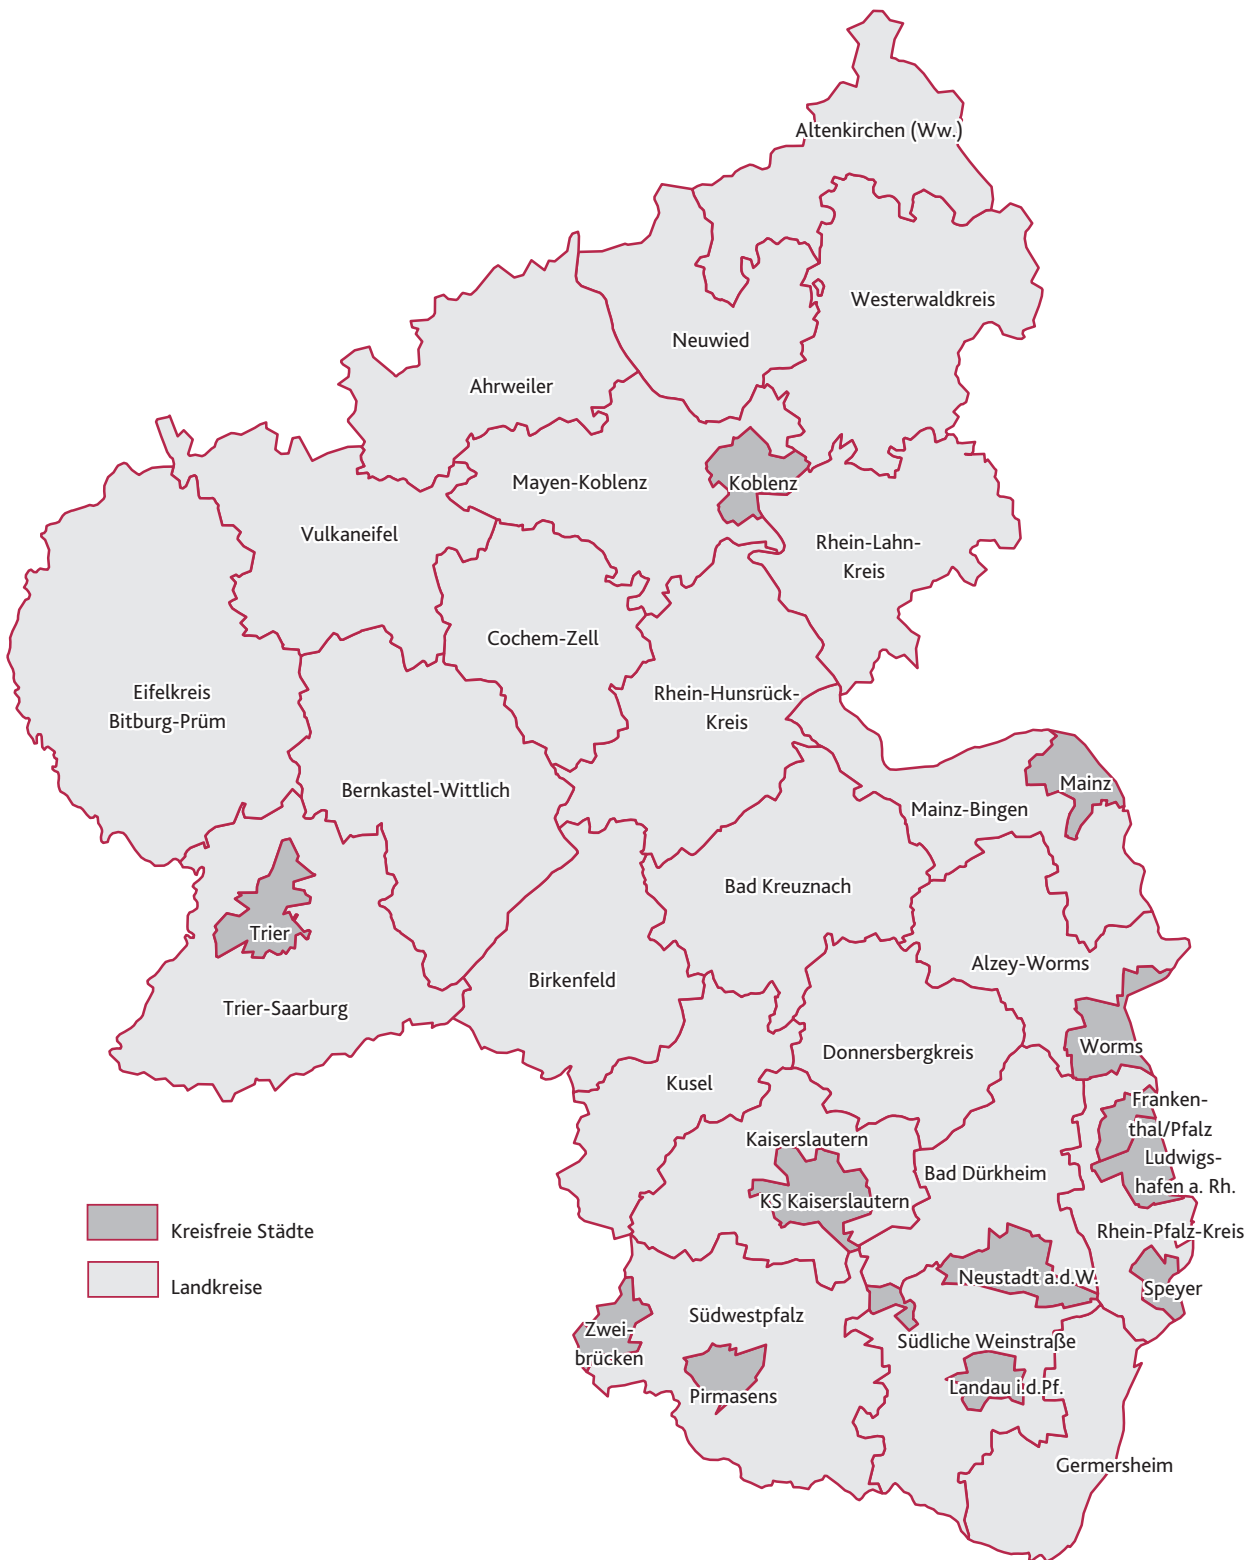 Altenkirchen (Ww.)
Westerwaldkreis
Neuwied
Ahrweiler
Mayen-Koblenz
Koblenz
Vulkaneifel
Rhein-Lahn-
Kreis
Cochem-Zell
Eifelkreis
Bitburg-Prüm
Rhein-Hunsrück-
Kreis
Bernkastel-Wittlich
Mainz
Mainz-Bingen
Bad Kreuznach
Trier
Alzey-Worms
Birkenfeld
Trier-Saarburg
Worms
Donnersbergkreis
Kusel
Franken-
thal/Pfalz
Kaiserslautern
Ludwigs-
hafen a. Rh.
Bad Dürkheim
KS Kaiserslautern
Kreisfreie Städte
Rhein-Pfalz-Kreis
Landkreise
Neustadt a.d.W.
Speyer
Südwestpfalz
Zwei-
brücken
Südliche Weinstraße
Landau i.d.Pf.
Pirmasens
Germersheim